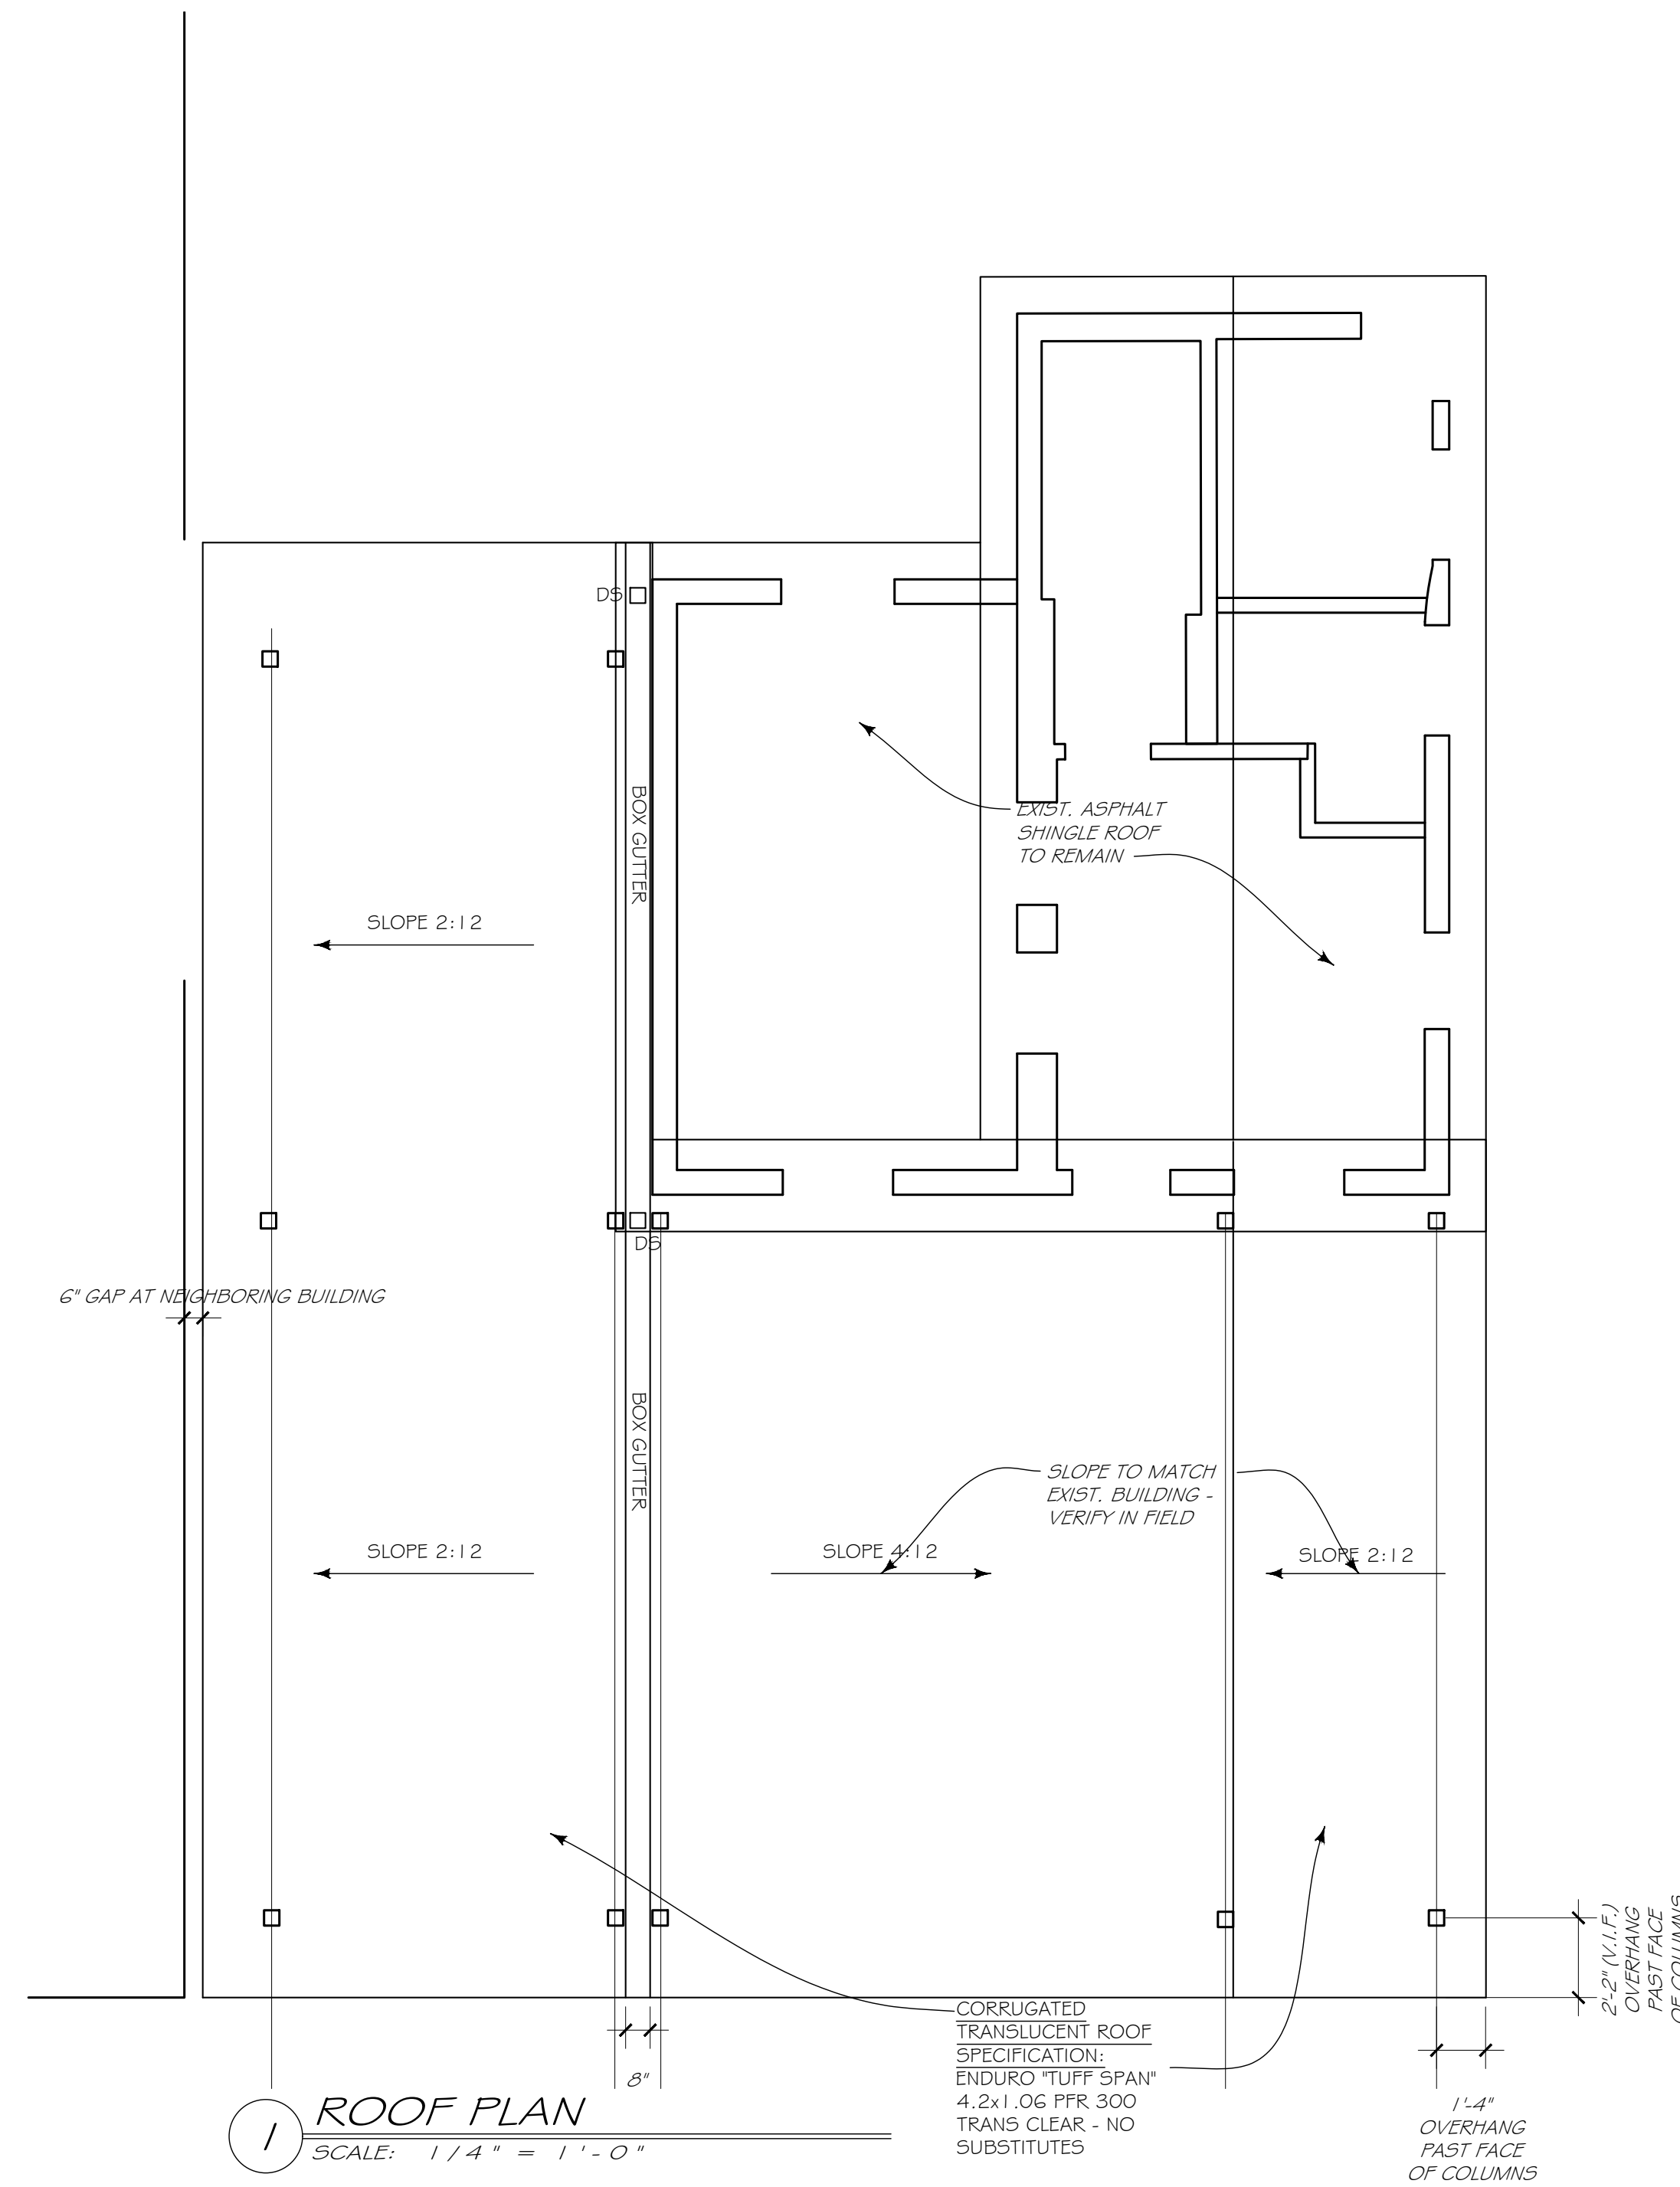 DS
BOX GUTTER
EXIST. ASPHALT
SHINGLE ROOF
TO REMAIN
SLOPE 2:12
DS
6" GAP AT NEIGHBORING BUILDING
BOX GUTTER
SLOPE TO MATCH
EXIST. BUILDING -
VERIFY IN FIELD
SLOPE 2:12
SLOPE 4:12
SLOPE 2:12
2'-2" (V.I.F.)
OVERHANG
PAST FACE
OF COLUMNS
CORRUGATED
TRANSLUCENT ROOF
SPECIFICATION:
ENDURO "TUFF SPAN"
4.2x1.06 PFR 300
TRANS CLEAR - NO
SUBSTITUTES
8"
1'-4"
OVERHANG
PAST FACE
OF COLUMNS
1
ROOF PLAN
SCALE: 1/4" = 1'-0"